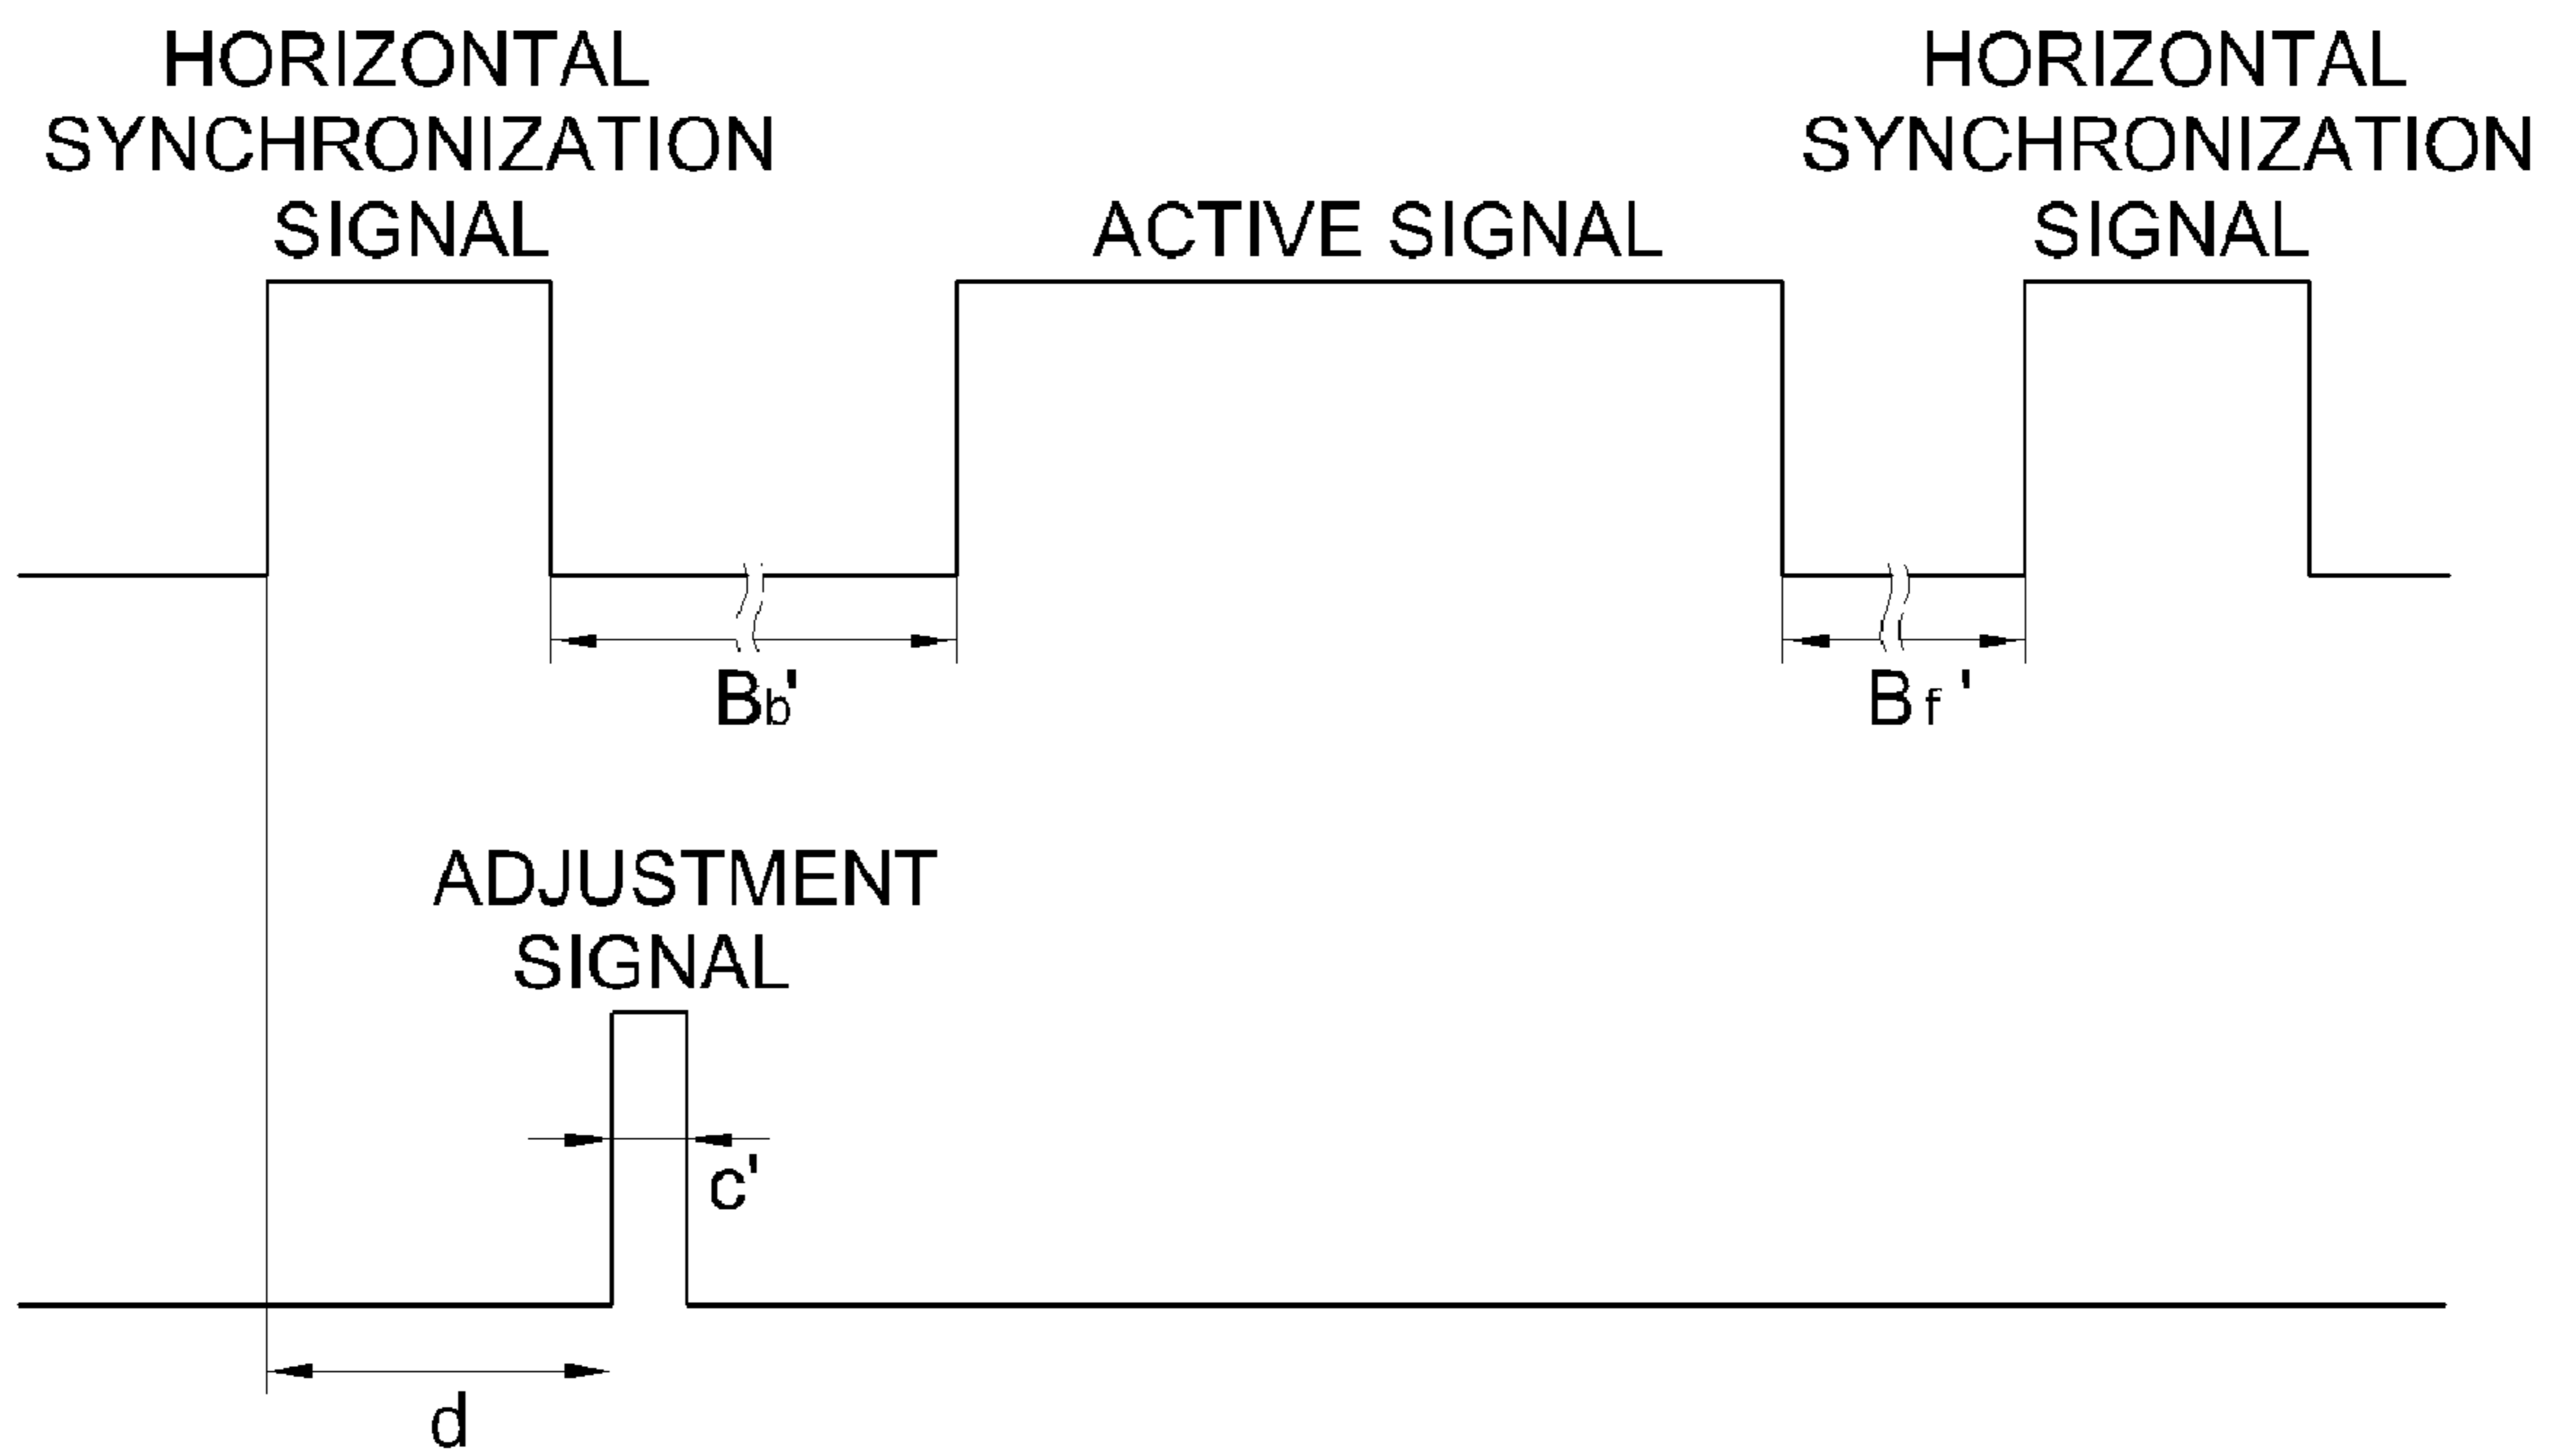 HORIZONTAL
SYNCHRONIZATION
SIGNAL
ACTIVE SIGNAL
HORIZONTAL
SYNCHRONIZATION
SIGNAL
Bb'
Bf'
ADJUSTMENT
SIGNAL
c'
d